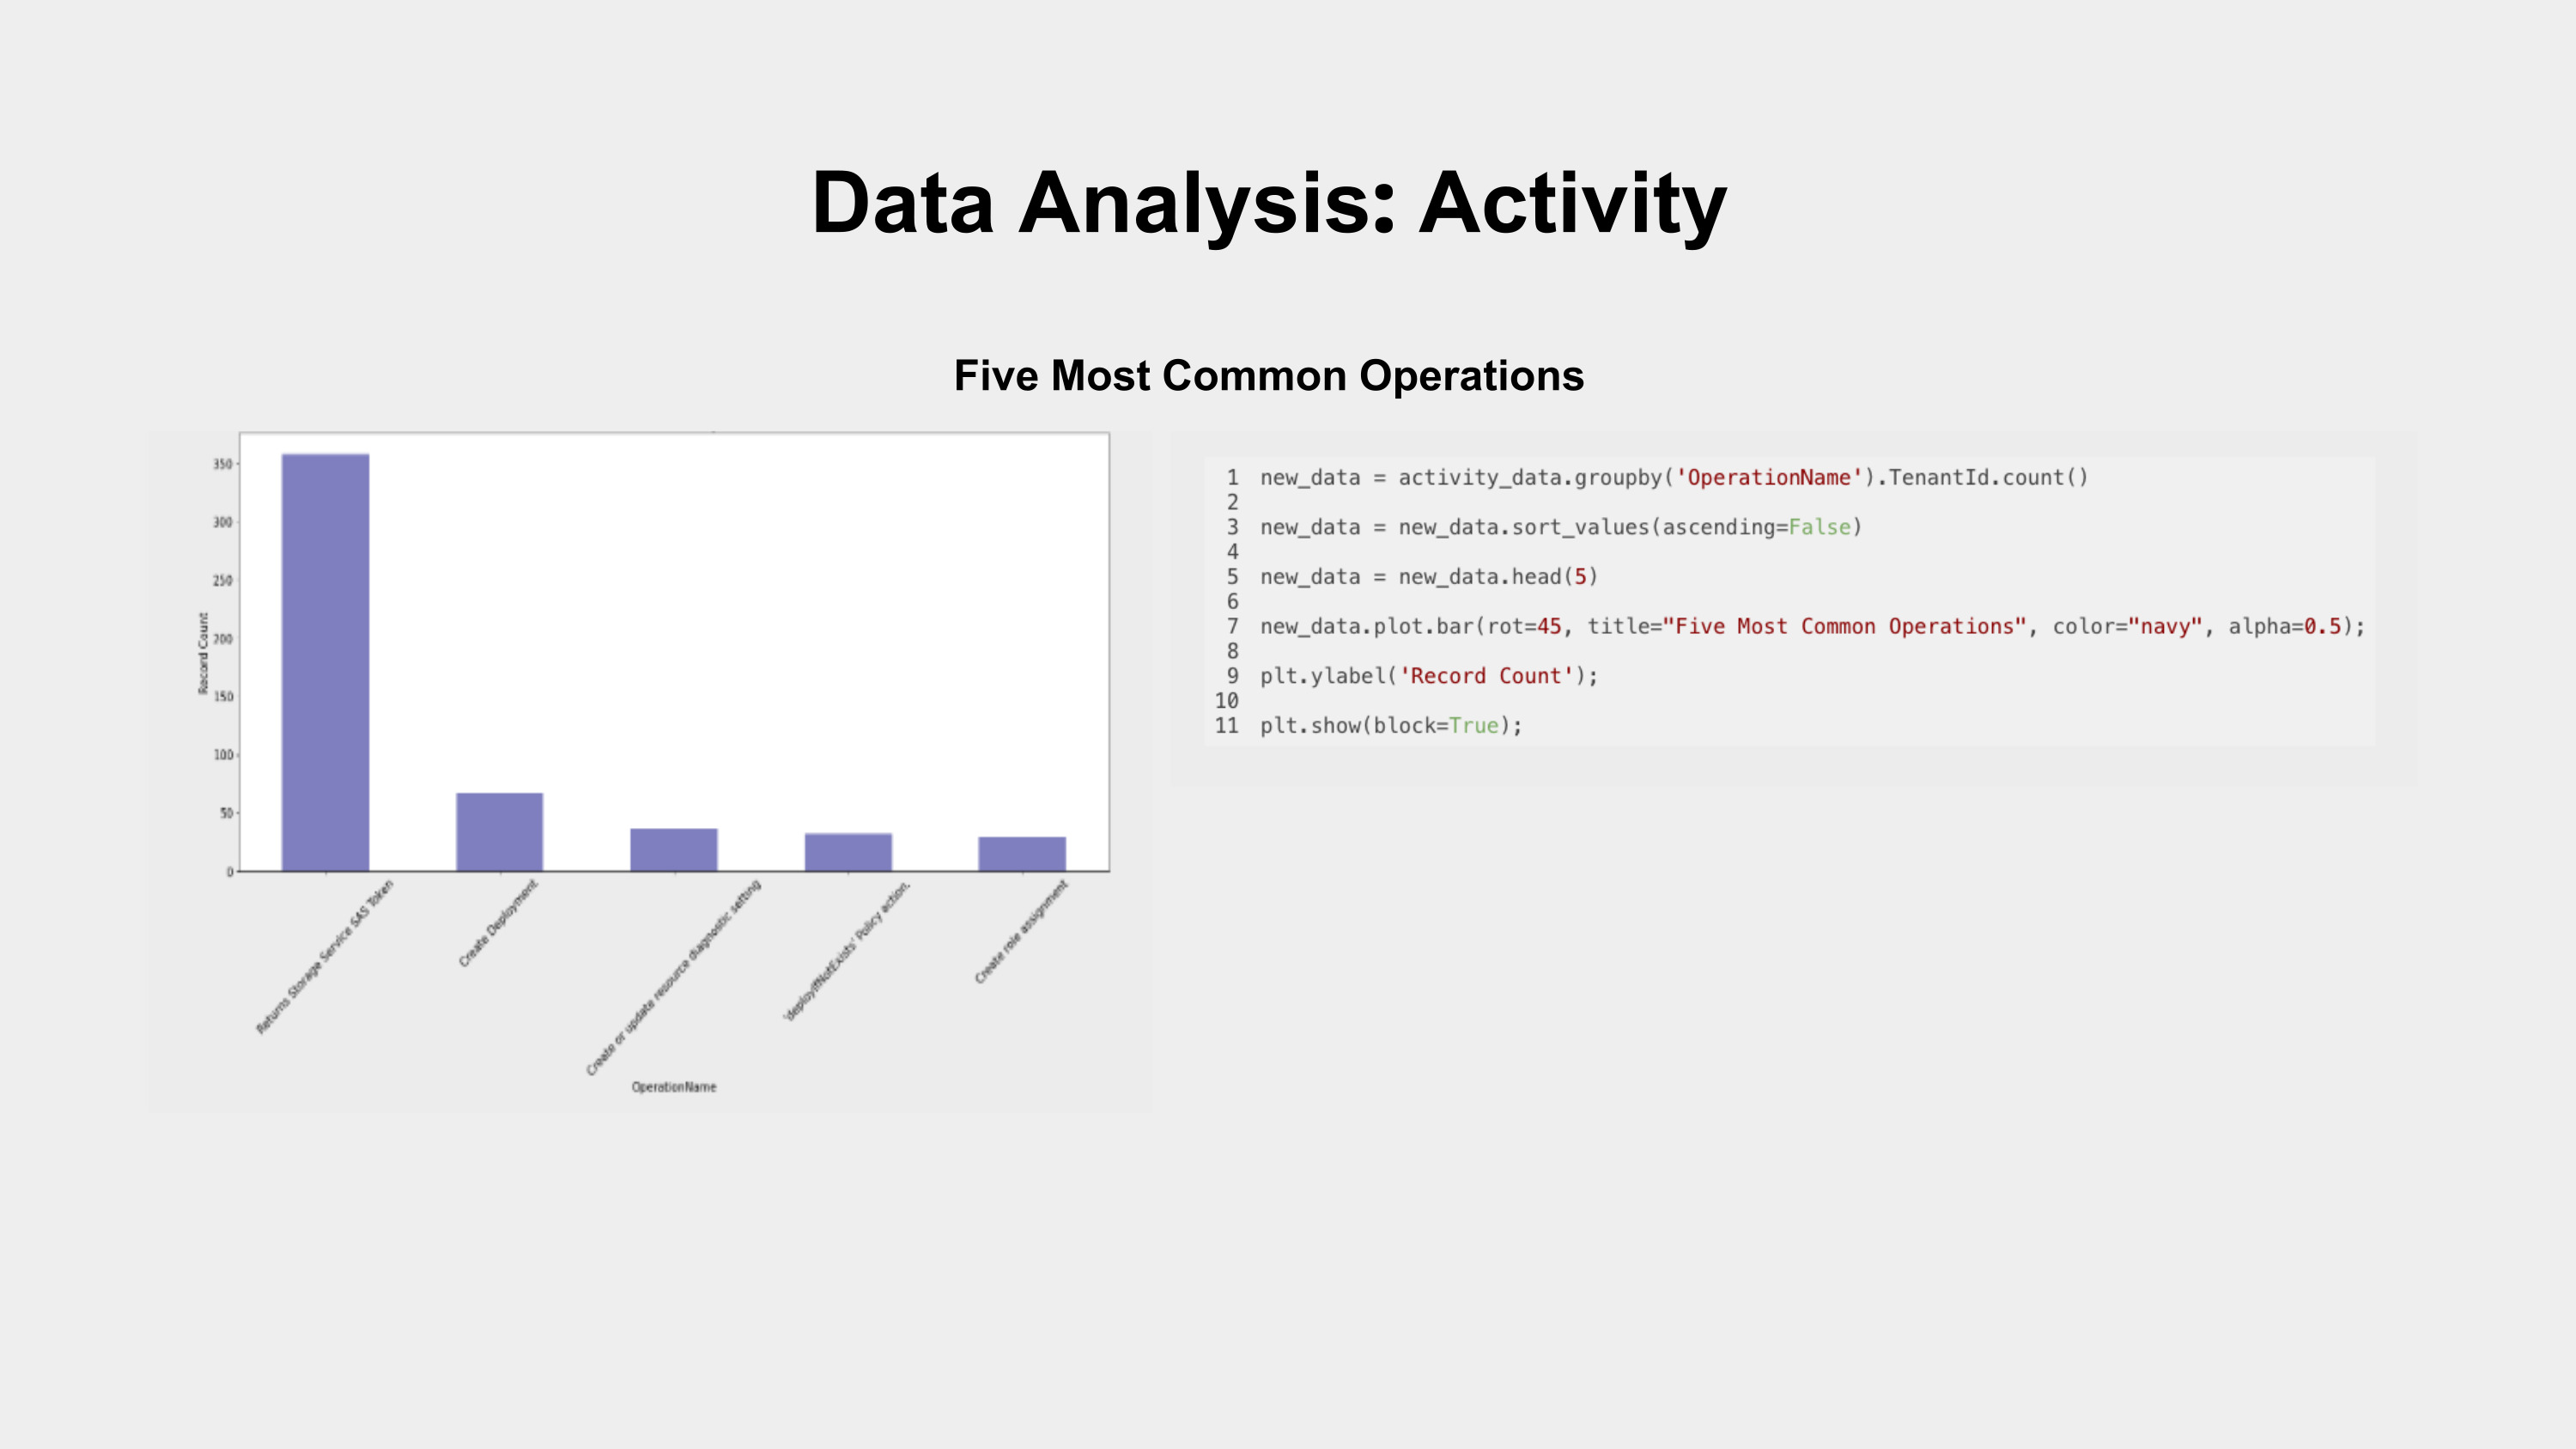 Data Analysis: Activity
Five Most Common Operations
350
300
250
200
150
100
50
0
Record Count
Returns Storage Service SAS Token
Create Deployment
Create or update resource diagnostic setting
'deployIfNotExists' Policy action.
Create role assignment
OperationName
1 new_data = activity_data.groupby('OperationName').TenantId.count()
2
3 new_data = new_data.sort_values(ascending=False)
4
5 new_data = new_data.head(5)
6
7 new_data.plot.bar(rot=45, title="Five Most Common Operations", color="navy", alpha=0.5);
8
9 plt.ylabel('Record Count');
10
11 plt.show(block=True);